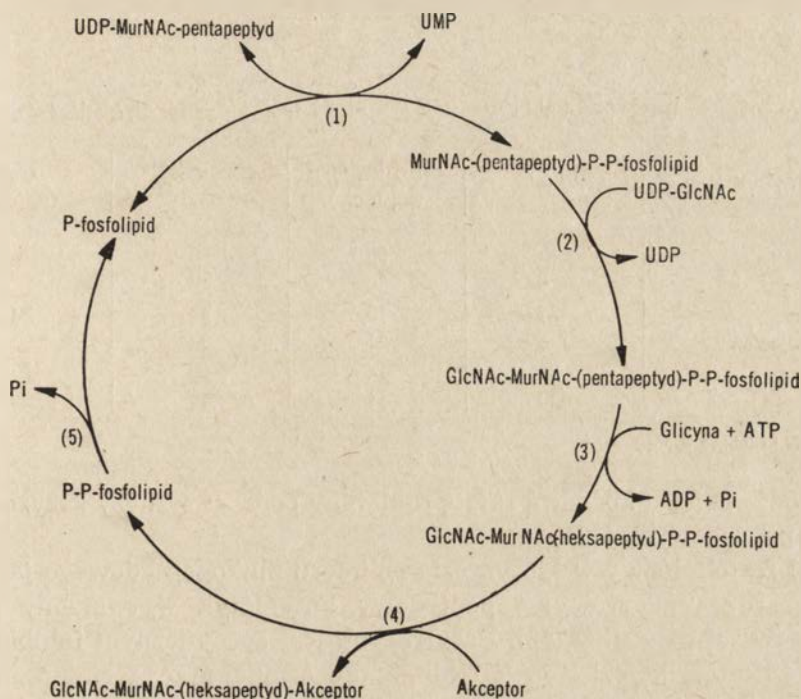 UDP-MurNAc-pentapeptyd
UMP
(1)
MurNAc-(pentapeptyd)-P-P-fosfolipid
UDP-GlcNAc
P-fosfolipid
(2)
UDP
GlcNAc-MurNAc-(pentapeptyd)-P-P-fosfolipid
Pi
Glicyna + ATP
(5)
(3)
P-P-fosfolipid
ADP + Pi
GlcNAc-MurNAc(heksapeptyd)-P-P-fosfolipid
(4)
GlcNAc-MurNAc-(heksapeptyd)-Akceptor
Akceptor